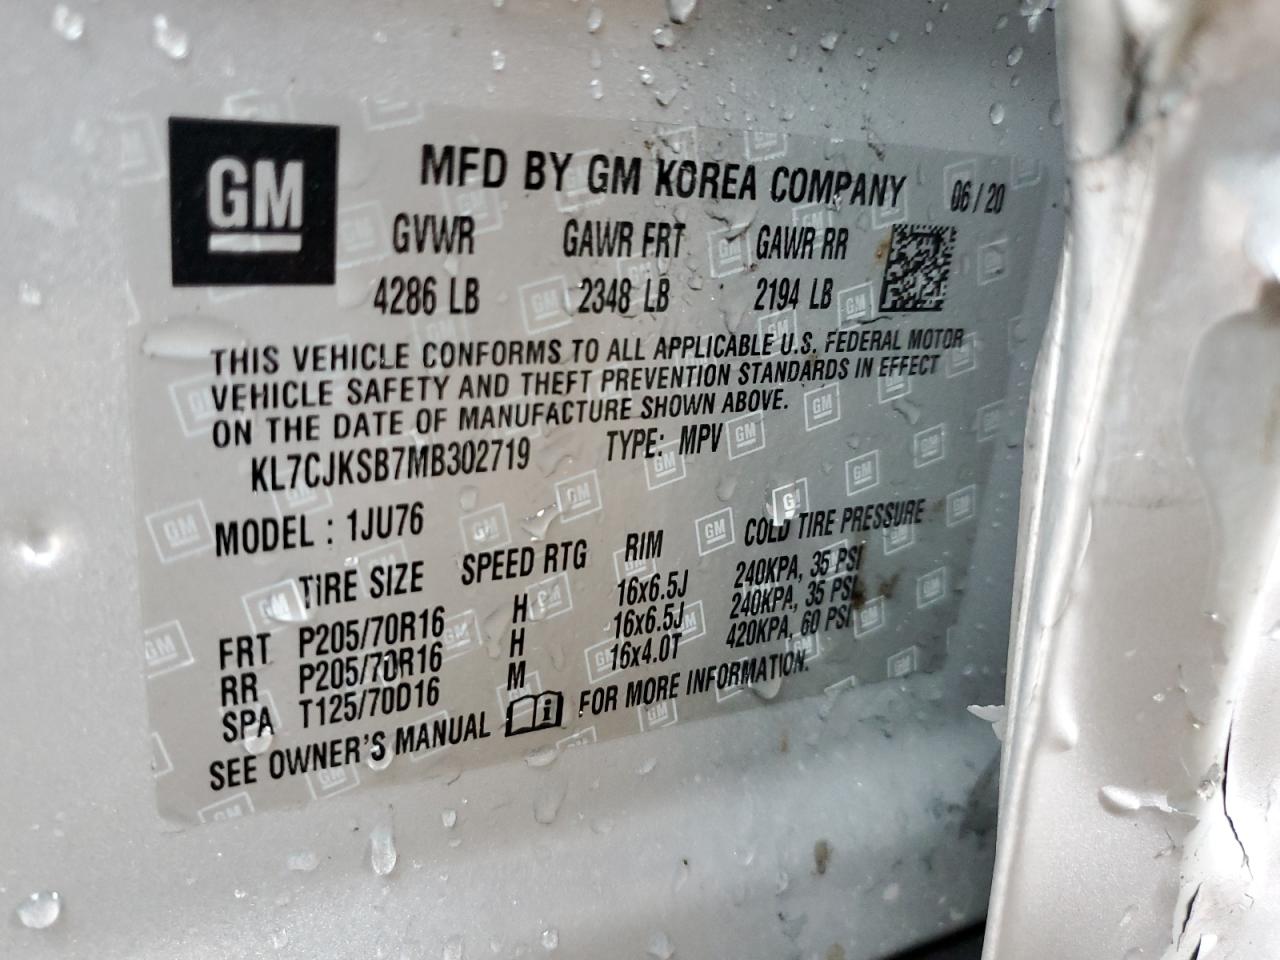 GM
MFD BY GM KOREA COMPANY 06/20
GVWR GAWR FRT GAWR RR
4286 LB 2348 LB 2194 LB
THIS VEHICLE CONFORMS TO ALL APPLICABLE U.S. FEDERAL MOTOR
VEHICLE SAFETY AND THEFT PREVENTION STANDARDS IN EFFECT
ON THE DATE OF MANUFACTURE SHOWN ABOVE.
KL7CJKSB7MB302719 TYPE: MPV
MODEL : 1JU76
TIRE SIZE SPEED RTG RIM COLD TIRE PRESSURE
FRT P205/70R16 H 16x6.5J 240KPA, 35 PSI
RR P205/70R16 H 16x6.5J 240KPA, 35 PSI
SPA T125/70D16 M 16x4.0T 420KPA, 60 PSI
SEE OWNER'S MANUAL FOR MORE INFORMATION.